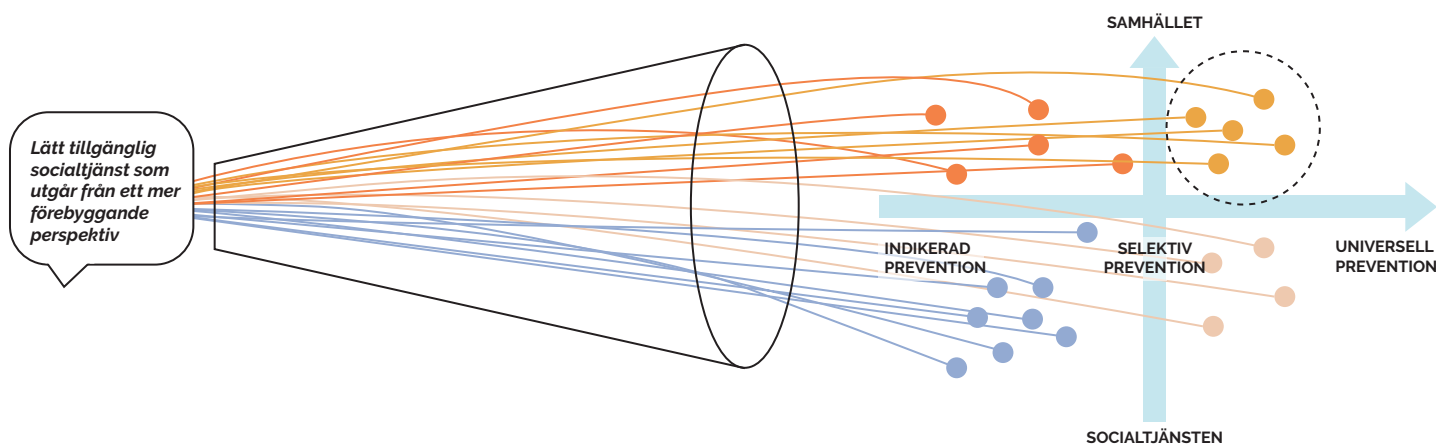 Lätt tillgänglig
socialtjänst som
utgår från ett mer
förebyggande
perspektiv
SAMHÄLLET
INDIKERAD
PREVENTION
SELEKTIV
PREVENTION
UNIVERSELL
PREVENTION
SOCIALTJÄNSTEN